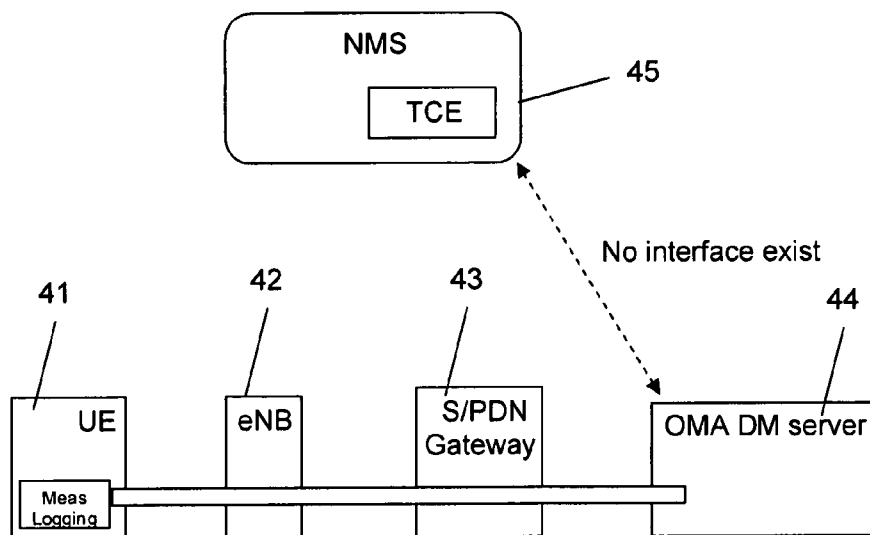 NMS
45
TCE
No interface exist
41
42
43
44
UE
eNB
S/PDN
Gateway
OMA DM server
Meas
Logging